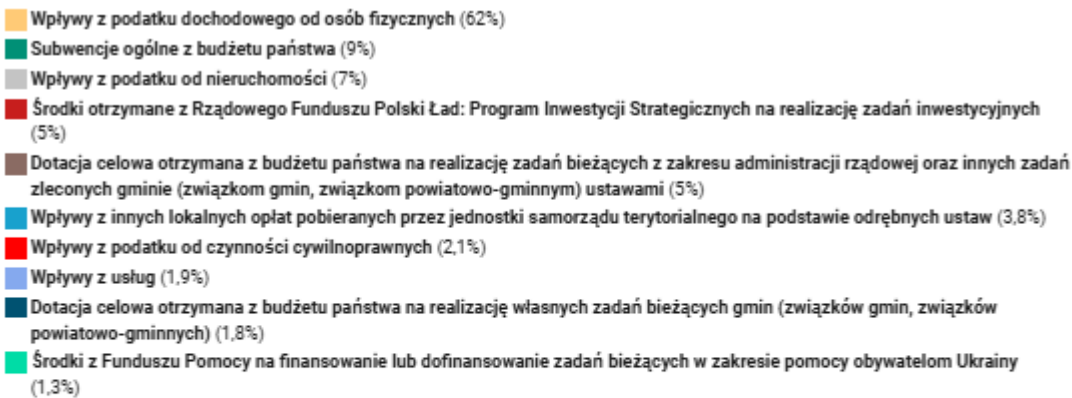 Wpływy z podatku dochodowego od osób fizycznych (62%)
Subwencje ogólne z budżetu państwa (9%)
Wpływy z podatku od nieruchomości (7%)
Środki otrzymane z Rządowego Funduszu Polski Ład: Program Inwestycji Strategicznych na realizację zadań inwestycyjnych
(5%)
Dotacja celowa otrzymana z budżetu państwa na realizację zadań bieżących z zakresu administracji rządowej oraz innych zadań
zleconych gminie (związkom gmin, związkom powiatowo-gminnym) ustawami (5%)
Wpływy z innych lokalnych opłat pobieranych przez jednostki samorządu terytorialnego na podstawie odrębnych ustaw (3,8%)
Wpływy z podatku od czynności cywilnoprawnych (2,1%)
Wpływy z usług (1,9%)
Dotacja celowa otrzymana z budżetu państwa na realizację własnych zadań bieżących gmin (związków gmin, związków
powiatowo-gminnych) (1,8%)
Środki z Funduszu Pomocy na finansowanie lub dofinansowanie zadań bieżących w zakresie pomocy obywatelom Ukrainy
(1,3%)